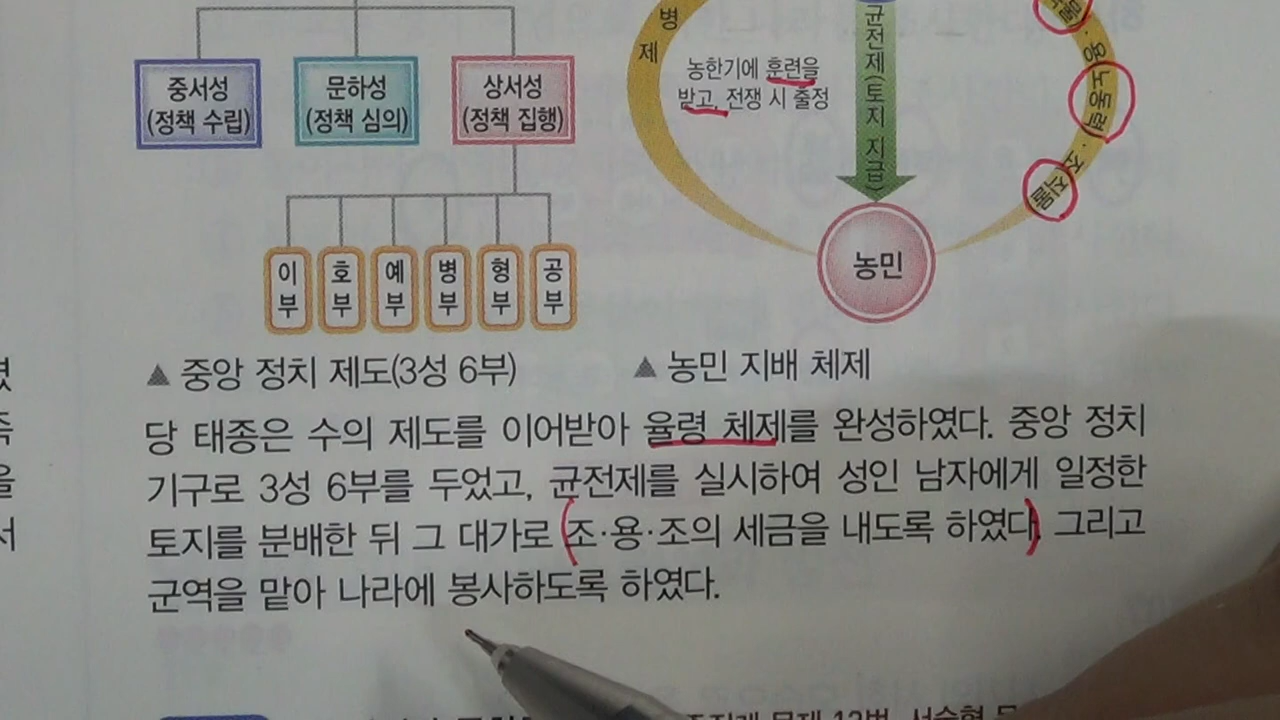 중서성
(정책 수립)
문하성
(정책 심의)
상서성
(정책 집행)
이부
호부
예부
병부
형부
공부
병제
농한기에 훈련을
받고, 전쟁 시 출정
균전제(토지 지급)
용(노동력)·조(직물)
농민
▲ 중앙 정치 제도(3성 6부)
▲ 농민 지배 체제
당 태종은 수의 제도를 이어받아 율령 체제를 완성하였다. 중앙 정치
기구로 3성 6부를 두었고, 균전제를 실시하여 성인 남자에게 일정한
토지를 분배한 뒤 그 대가로 조·용·조의 세금을 내도록 하였다. 그리고
군역을 맡아 나라에 봉사하도록 하였다.
을
서